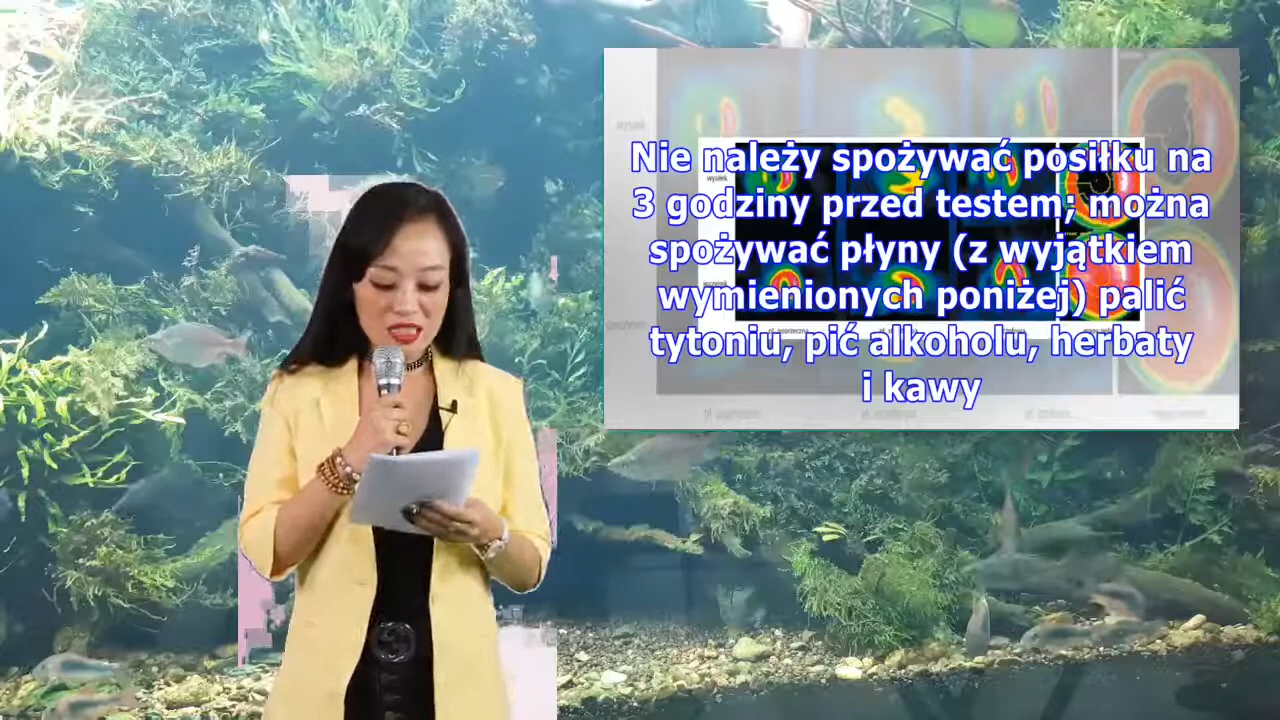 Nie należy spożywać posiłku na
3 godziny przed testem; można
spożywać płyny (z wyjątkiem
wymienionych poniżej) palić
tytoniu, pić alkoholu, herbaty
i kawy
wysiłek